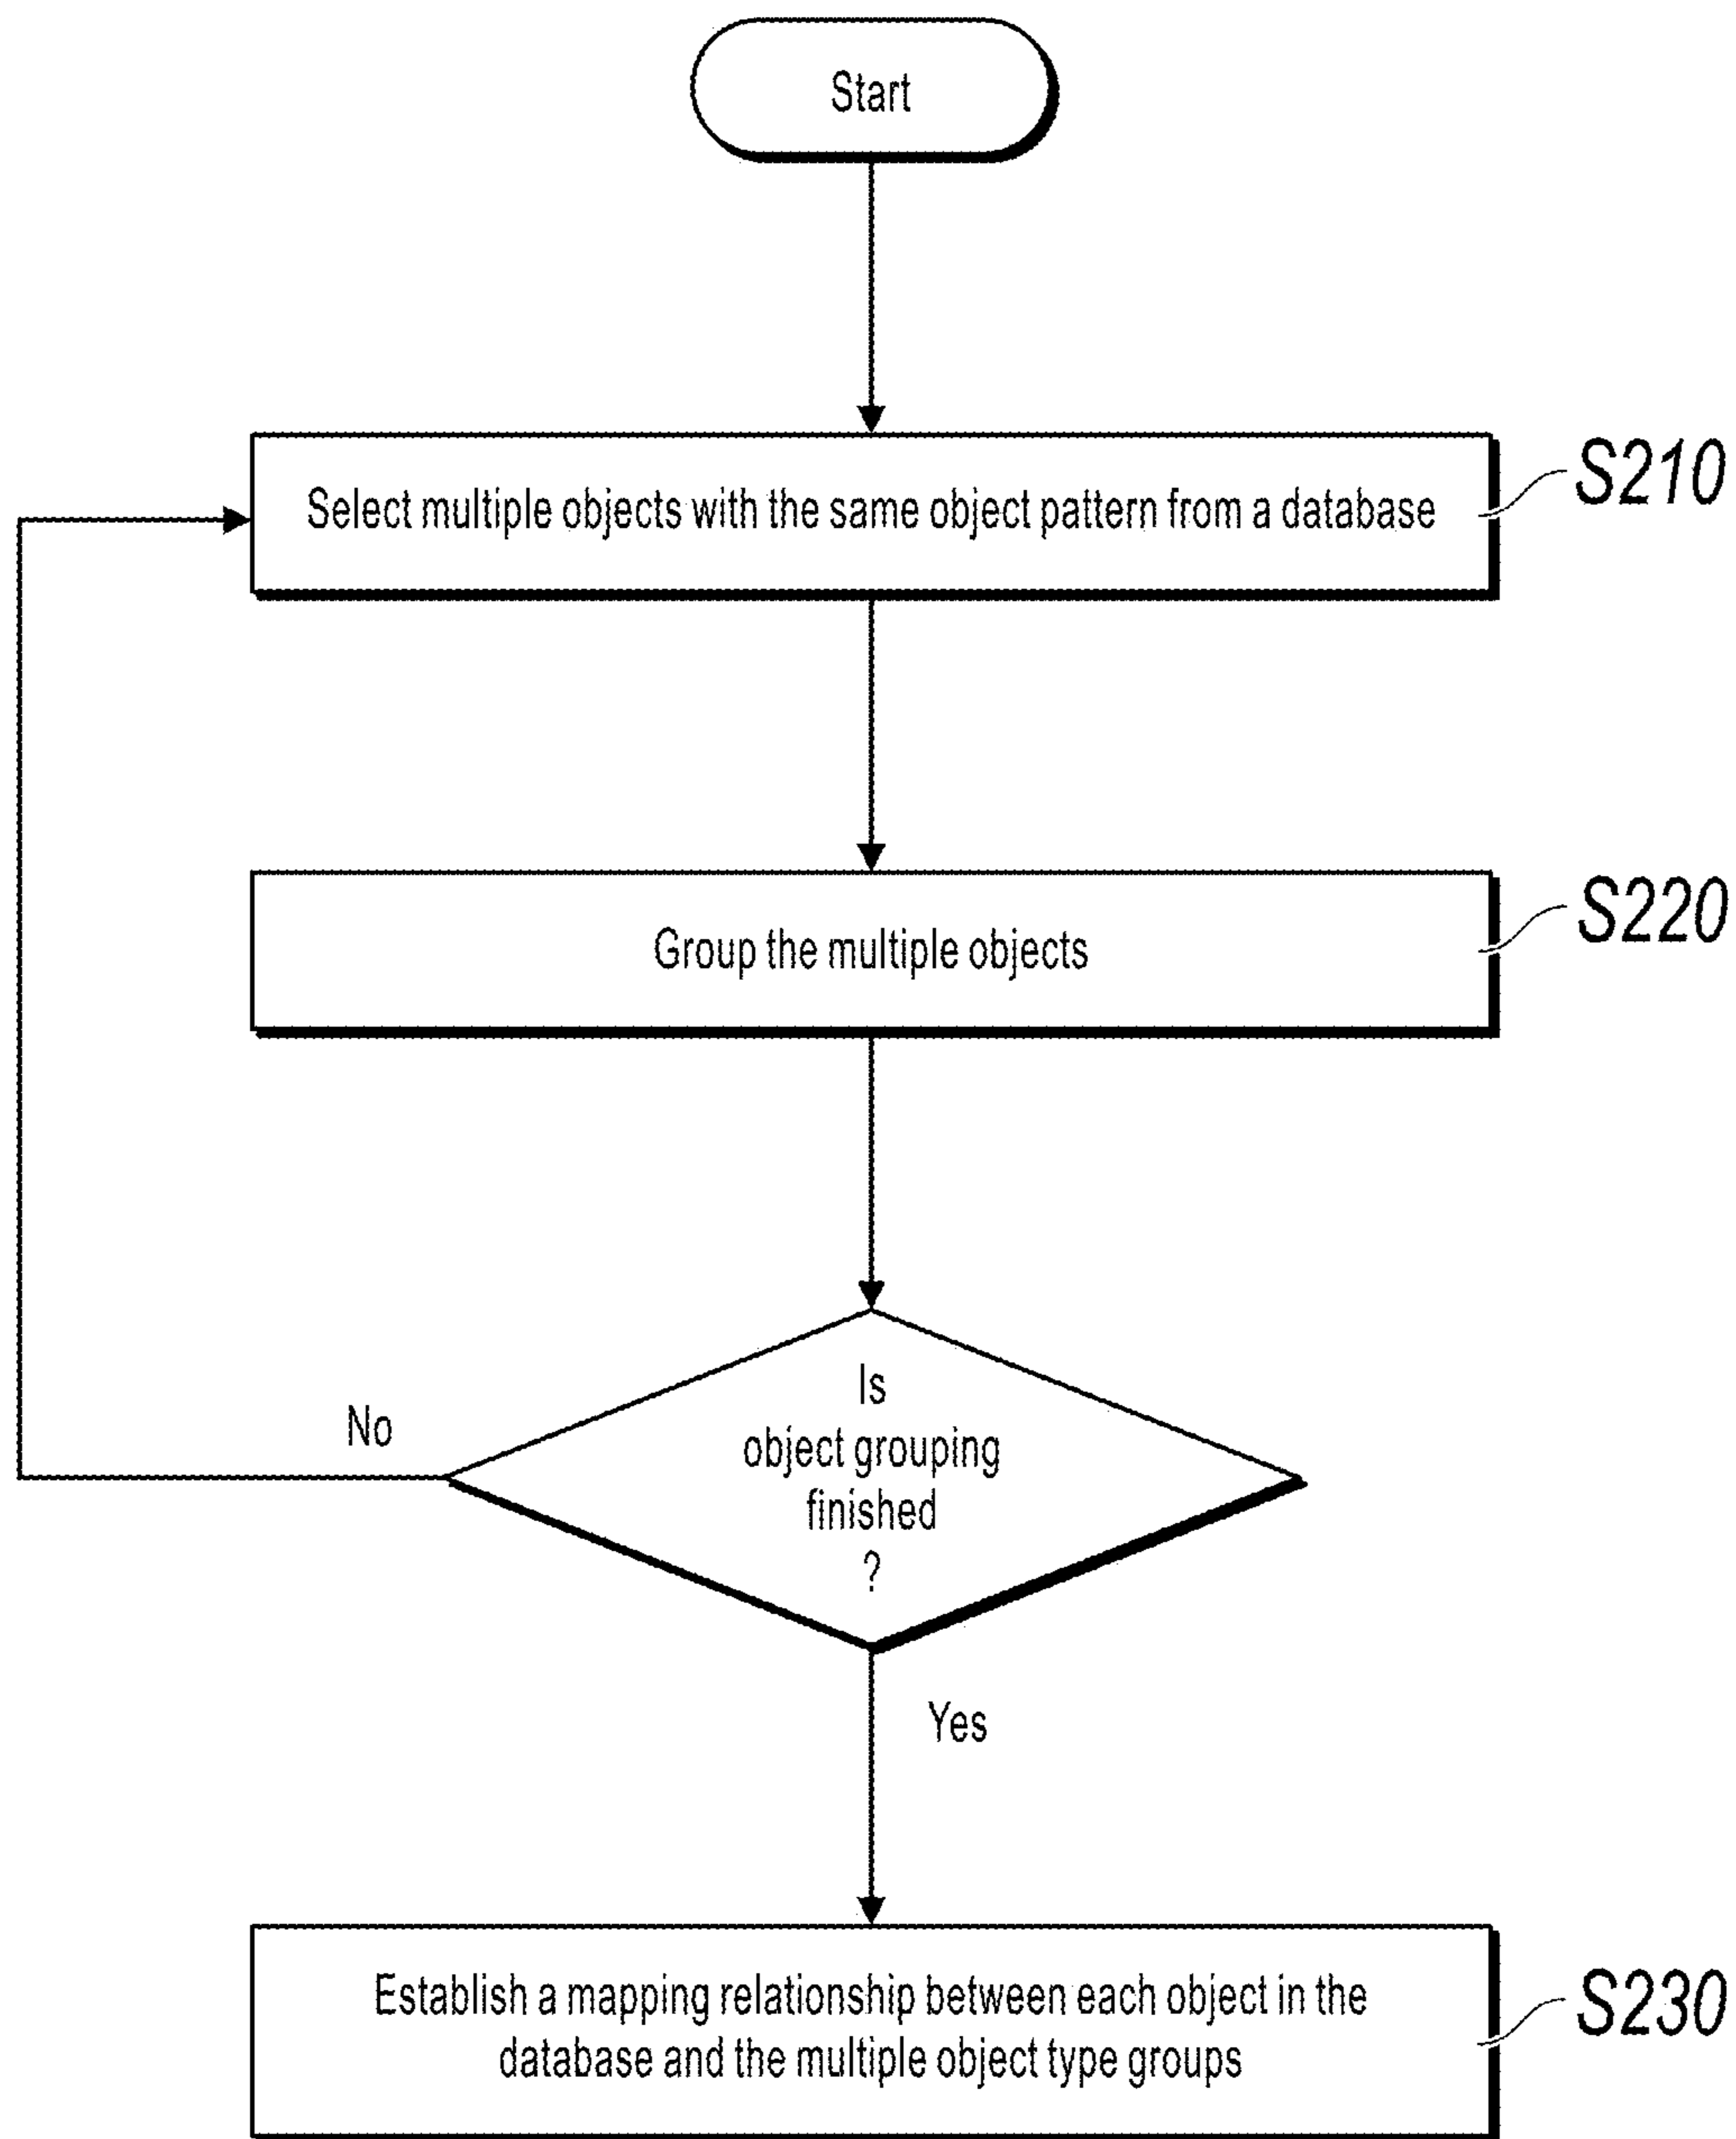 Start
Select multiple objects with the same object pattern from a database
S210
Group the multiple objects
S220
Is
object grouping
finished
?
No
Yes
Establish a mapping relationship between each object in the
database and the multiple object type groups
S230